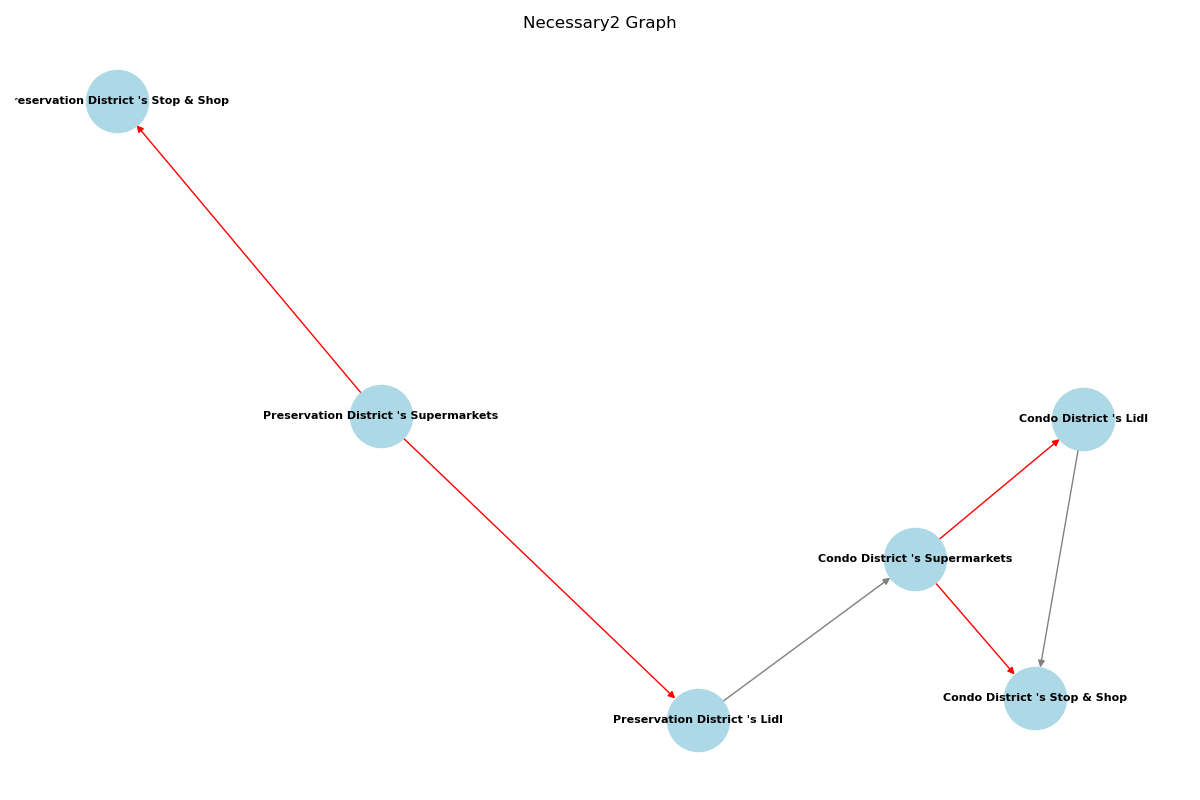 Necessary2 Graph
reservation District 's Stop & Shop
Preservation District 's Supermarkets
Condo District 's Lidl
Condo District 's Supermarkets
Condo District 's Stop & Shop
Preservation District 's Lidl